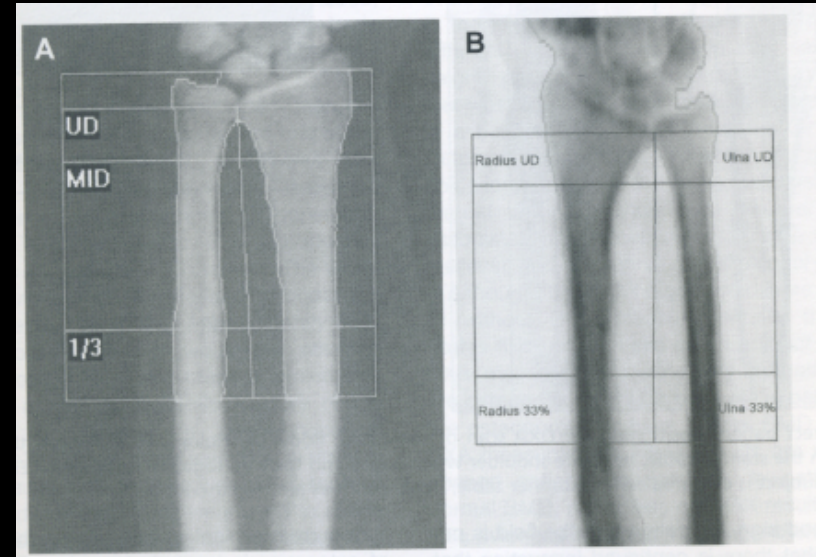 A
UD
MID
1/3
B
Radius UD
Ulna UD
Radius 33%
Ulna 33%